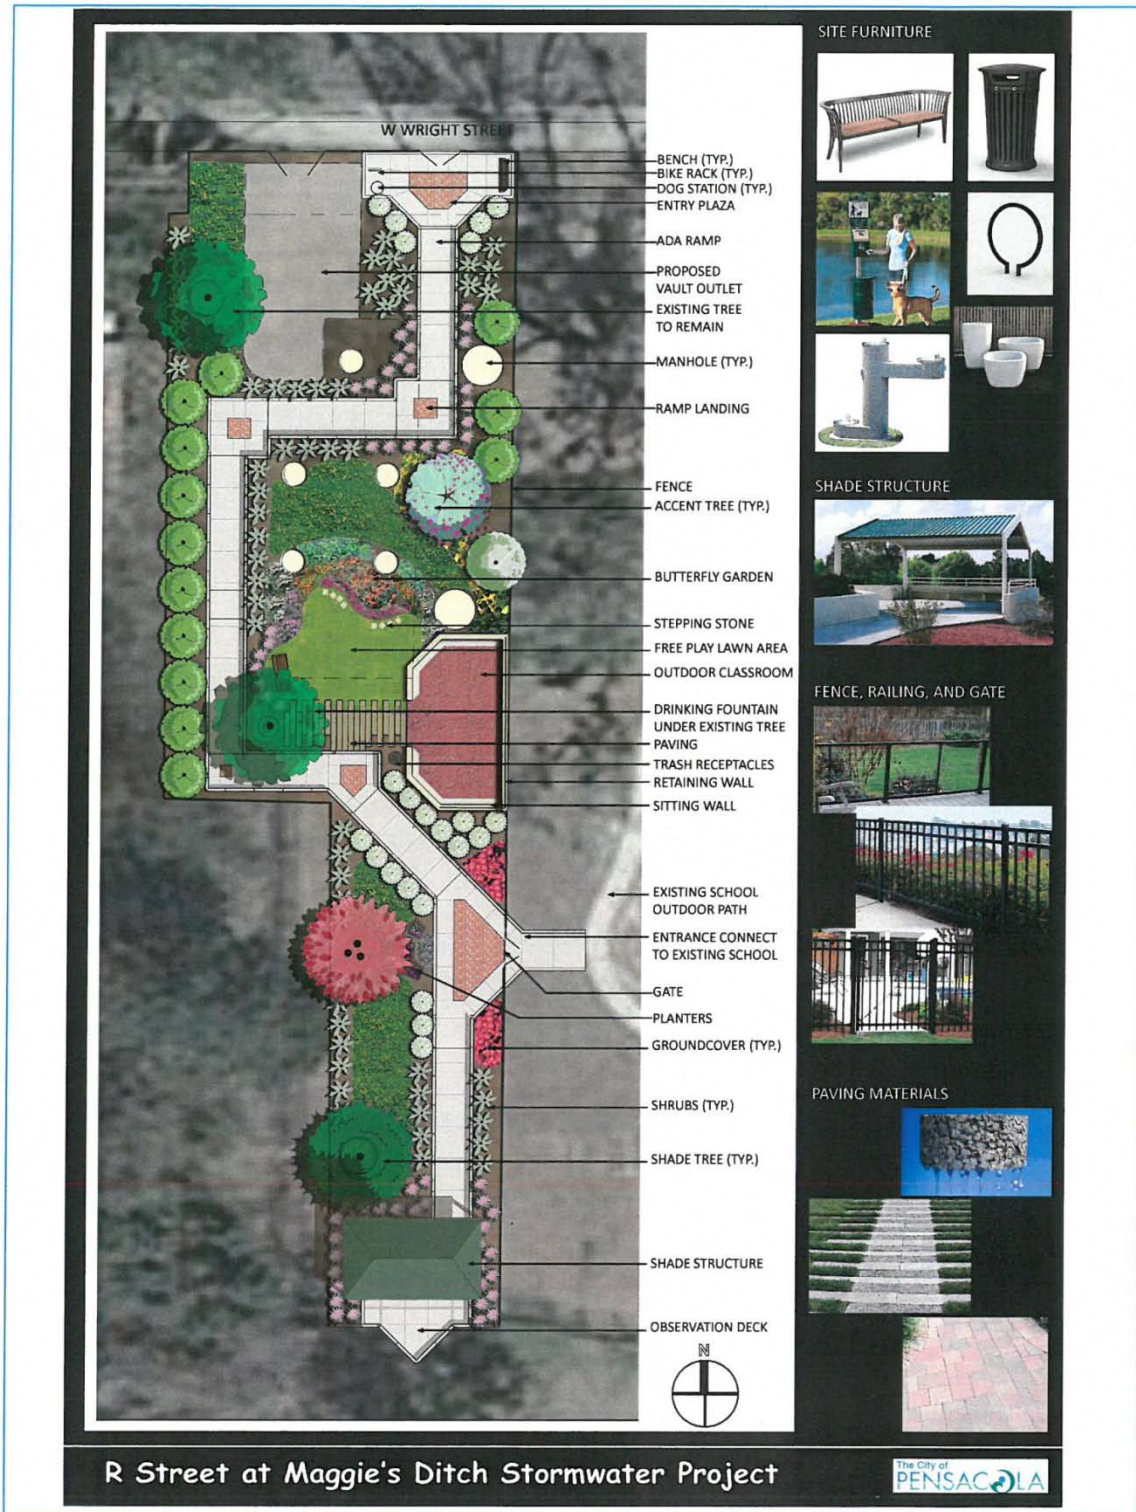 W WRIGHT STREET
BENCH (TYP.)
BIKE RACK (TYP.)
DOG STATION (TYP.)
ENTRY PLAZA
ADA RAMP
PROPOSED
VAULT OUTLET
EXISTING TREE
TO REMAIN
MANHOLE (TYP.)
RAMP LANDING
FENCE
ACCENT TREE (TYP.)
BUTTERFLY GARDEN
STEPPING STONE
FREE PLAY LAWN AREA
OUTDOOR CLASSROOM
DRINKING FOUNTAIN
UNDER EXISTING TREE
PAVING
TRASH RECEPTACLES
RETAINING WALL
SITTING WALL
EXISTING SCHOOL
OUTDOOR PATH
ENTRANCE CONNECT
TO EXISTING SCHOOL
GATE
PLANTERS
GROUNDCOVER (TYP.)
SHRUBS (TYP.)
SHADE TREE (TYP.)
SHADE STRUCTURE
OBSERVATION DECK
N
SITE FURNITURE
SHADE STRUCTURE
FENCE, RAILING, AND GATE
PAVING MATERIALS
R Street at Maggie's Ditch Stormwater Project
The City of
PENSACOLA